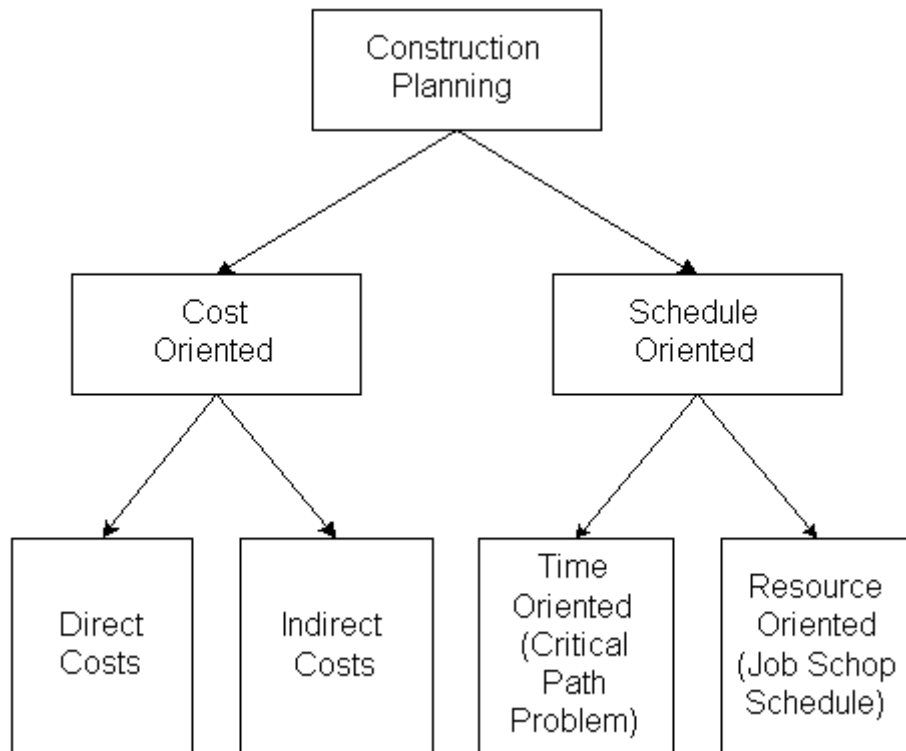 Construction
Planning
Cost
Oriented
Schedule
Oriented
Direct
Costs
Indirect
Costs
Time
Oriented
(Critical
Path
Problem)
Resource
Oriented
(Job Schop
Schedule)